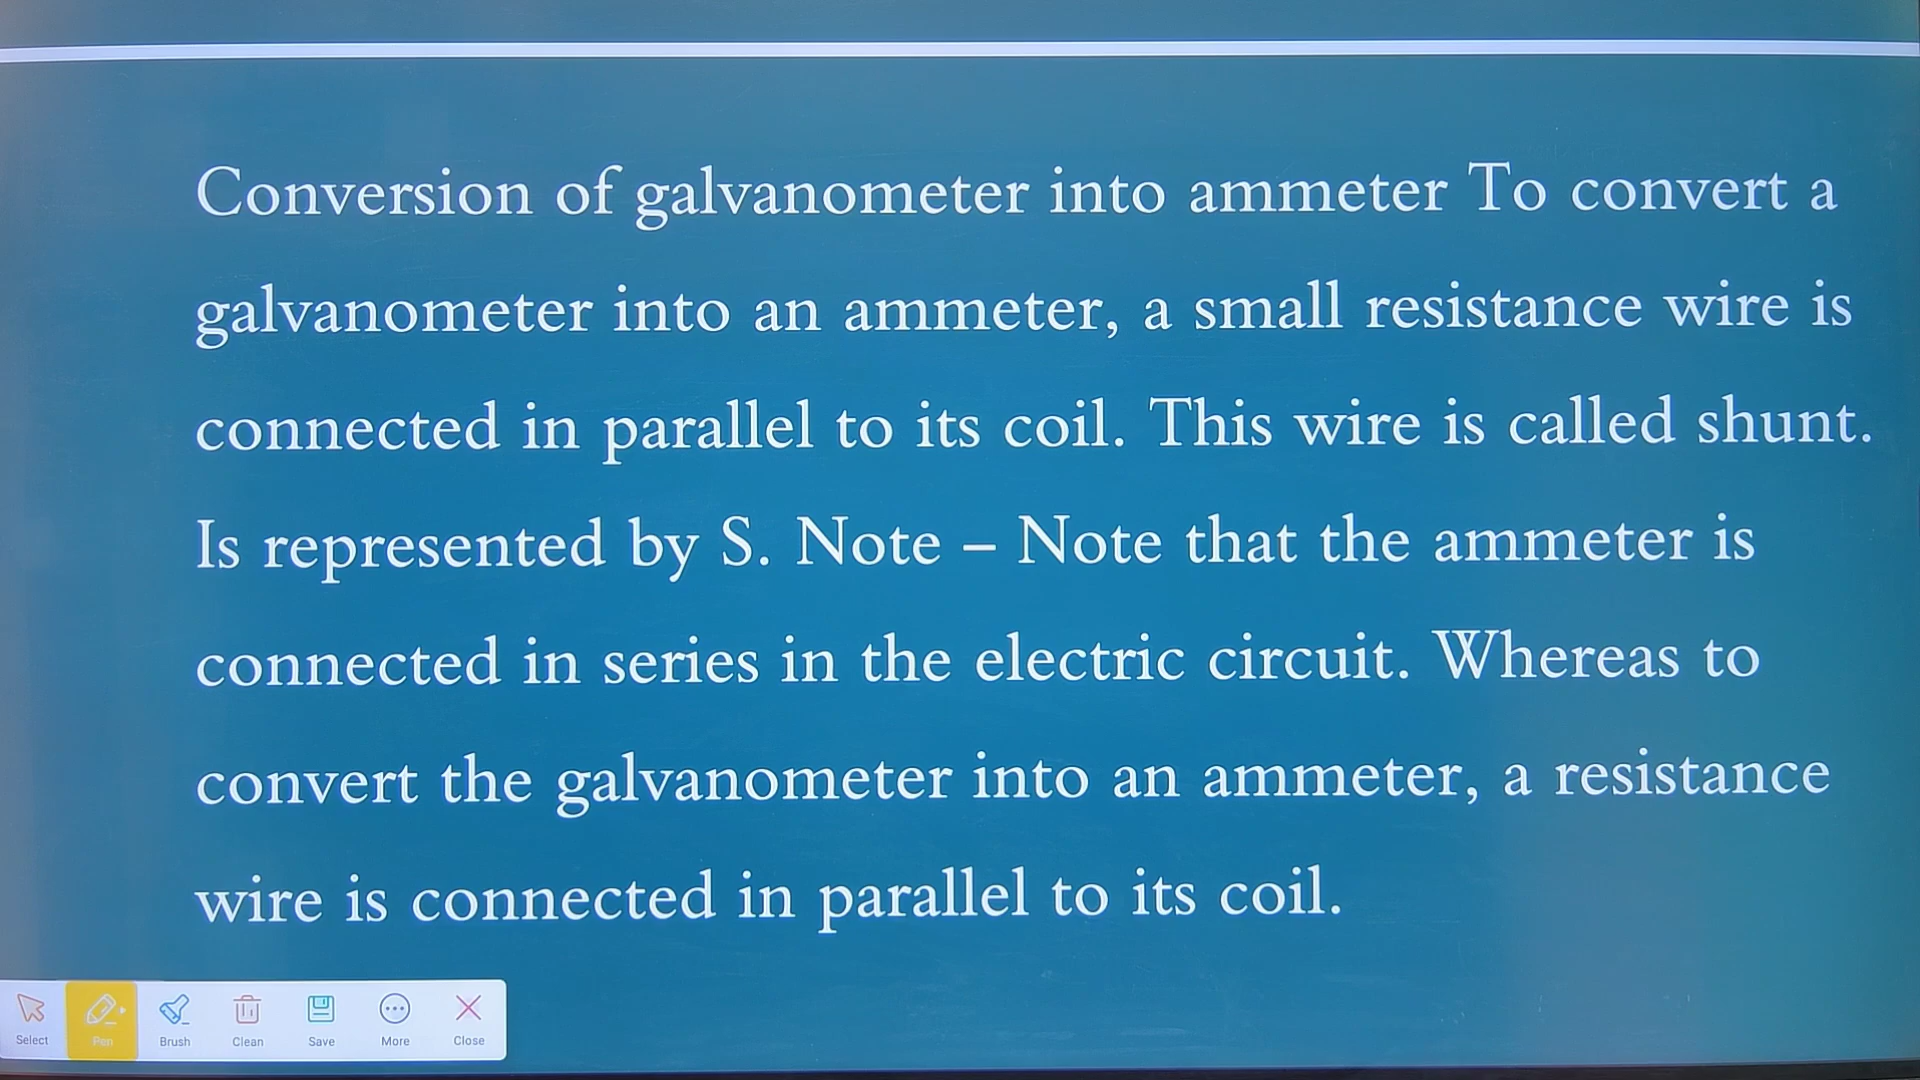 Conversion of galvanometer into ammeter To convert a
galvanometer into an ammeter, a small resistance wire is
connected in parallel to its coil. This wire is called shunt.
Is represented by S. Note – Note that the ammeter is
connected in series in the electric circuit. Whereas to
convert the galvanometer into an ammeter, a resistance
wire is connected in parallel to its coil.
Select Pen Brush Clean Save More Close